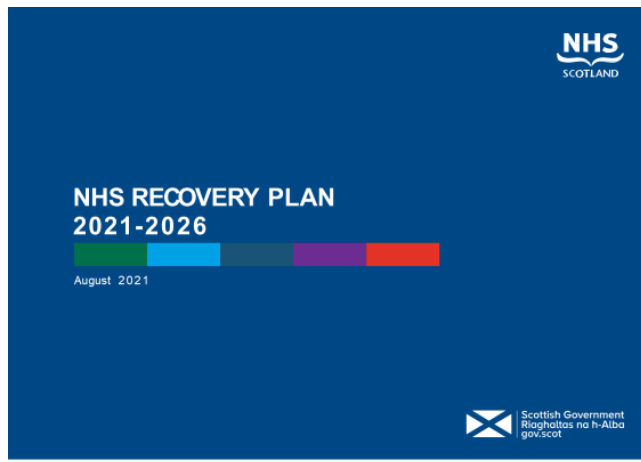 NHS
SCOTLAND
NHS RECOVERY PLAN
2021-2026
August 2021
Scottish Government
Riaghaltas na h-Alba
gov.scot